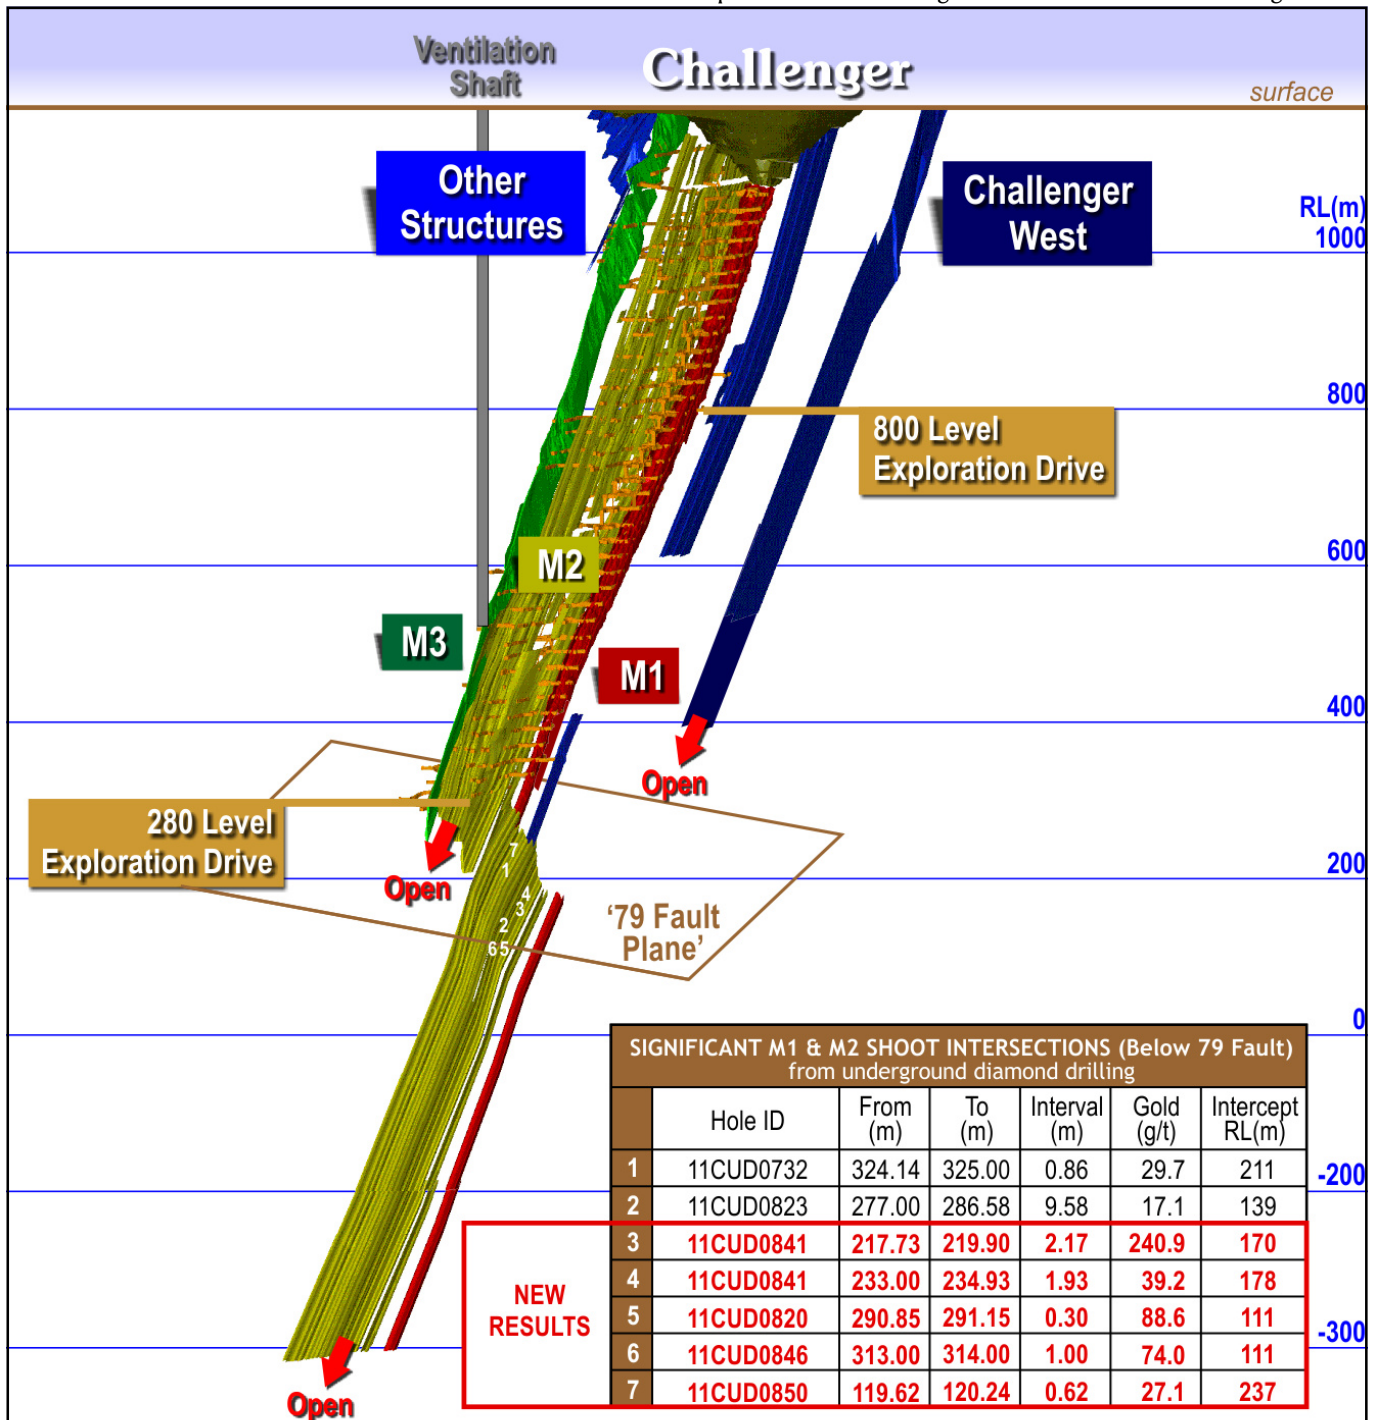 Ventilation
Shaft
Challenger
surface
Other
Structures
Challenger
West
RL(m)
1000
800
800 Level
Exploration Drive
600
M2
M3
M1
400
Open
280 Level
Exploration Drive
7
1
200
Open
4
3
2
6 5
'79 Fault
Plane'
0
SIGNIFICANT M1 & M2 SHOOT INTERSECTIONS (Below 79 Fault)
from underground diamond drilling
Hole ID From (m) To (m) Interval (m) Gold (g/t) Intercept RL(m)
1 11CUD0732 324.14 325.00 0.86 29.7 211
-200
2 11CUD0823 277.00 286.58 9.58 17.1 139
3 11CUD0841 217.73 219.90 2.17 240.9 170
4 11CUD0841 233.00 234.93 1.93 39.2 178
NEW
RESULTS
5 11CUD0820 290.85 291.15 0.30 88.6 111
-300
6 11CUD0846 313.00 314.00 1.00 74.0 111
7 11CUD0850 119.62 120.24 0.62 27.1 237
Open